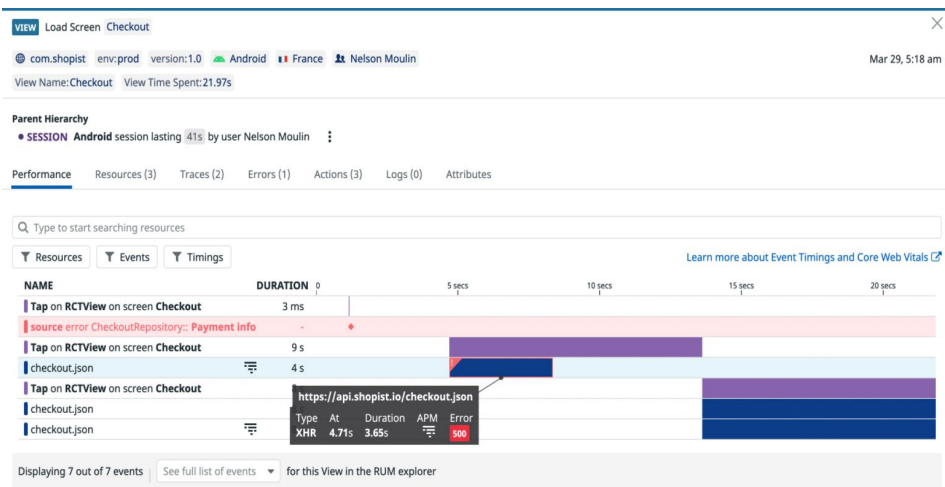 VIEW Load Screen Checkout
com.shopist env:prod version:1.0 Android France Nelson Moulin
Mar 29, 5:18 am
View Name:Checkout View Time Spent:21.97s
Parent Hierarchy
SESSION Android session lasting 41s by user Nelson Moulin
Performance Resources (3) Traces (2) Errors (1) Actions (3) Logs (0) Attributes
Type to start searching resources
Resources Events Timings
Learn more about Event Timings and Core Web Vitals
NAME DURATION 0 5 secs 10 secs 15 secs 20 secs
Tap on RCTView on screen Checkout 3 ms
source error CheckoutRepository:: Payment info -
Tap on RCTView on screen Checkout 9 s
checkout.json 4 s
Tap on RCTView on screen Checkout
https://api.shopist.io/checkout.json
checkout.json
Type At Duration APM Error
checkout.json
XHR 4.71s 3.65s 500
Displaying 7 out of 7 events See full list of events for this View in the RUM explorer